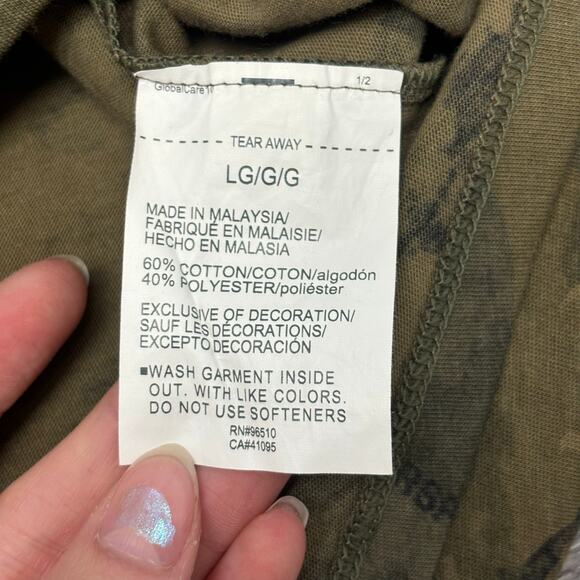 GlobalCare
1/2
TEAR AWAY
LG/G/G
MADE IN MALAYSIA/
FABRIQUÉ EN MALAISIE/
HECHO EN MALASIA
60% COTTON/COTON/algodón
40% POLYESTER/poliéster
EXCLUSIVE OF DECORATION/
SAUF LES DÉCORATIONS/
EXCEPTO DECORACIÓN
▪WASH GARMENT INSIDE
OUT. WITH LIKE COLORS.
DO NOT USE SOFTENERS
RN#96510
CA#41095